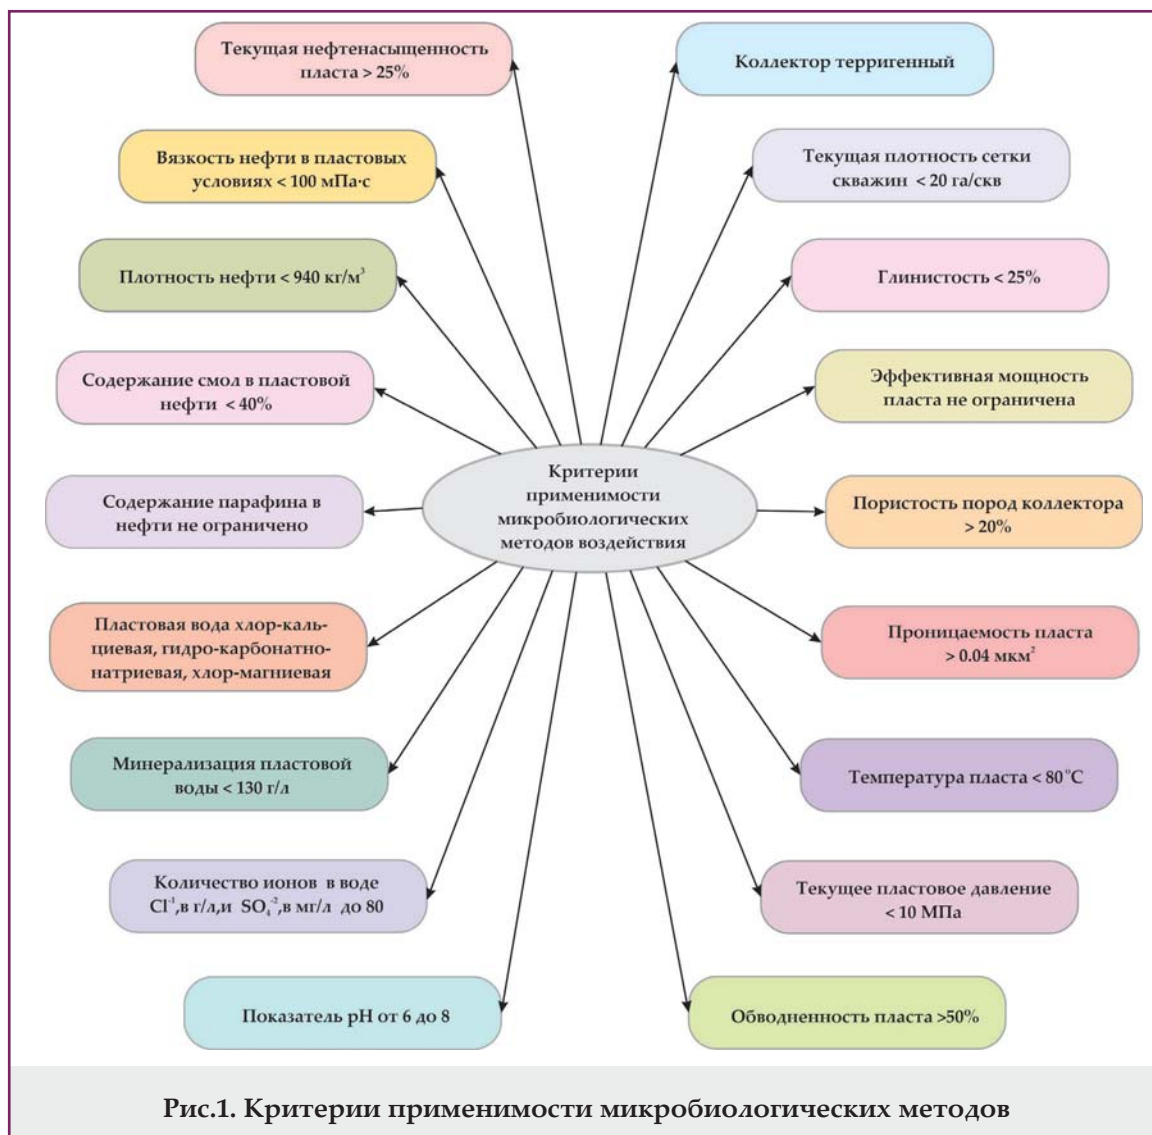 Текущая нефтенасыщенность
пласта > 25%
Коллектор терригенный
Вязкость нефти в пластовых
условиях < 100 мПа·с
Текущая плотность сетки
скважин < 20 га/скв
Плотность нефти < 940 кг/м³
Глинистость < 25%
Содержание смол в пластовой
нефти < 40%
Эффективная мощность
пласта не ограничена
Критерии
применимости
микробиологических
методов воздействия
Содержание парафина в
нефти не ограничено
Пористость пород коллектора
> 20%
Пластовая вода хлор-каль-
циевая, гидро-карбонатно-
натриевая, хлор-магниевая
Проницаемость пласта
> 0.04 мкм²
Минерализация пластовой
воды < 130 г/л
Температура пласта < 80 °C
Количество ионов в воде
Cl⁻¹,в г/л,и SO₄⁻²,в мг/л до 80
Текущее пластовое давление
< 10 МПа
Показатель pH от 6 до 8
Обводненность пласта >50%
Рис.1. Критерии применимости микробиологических методов